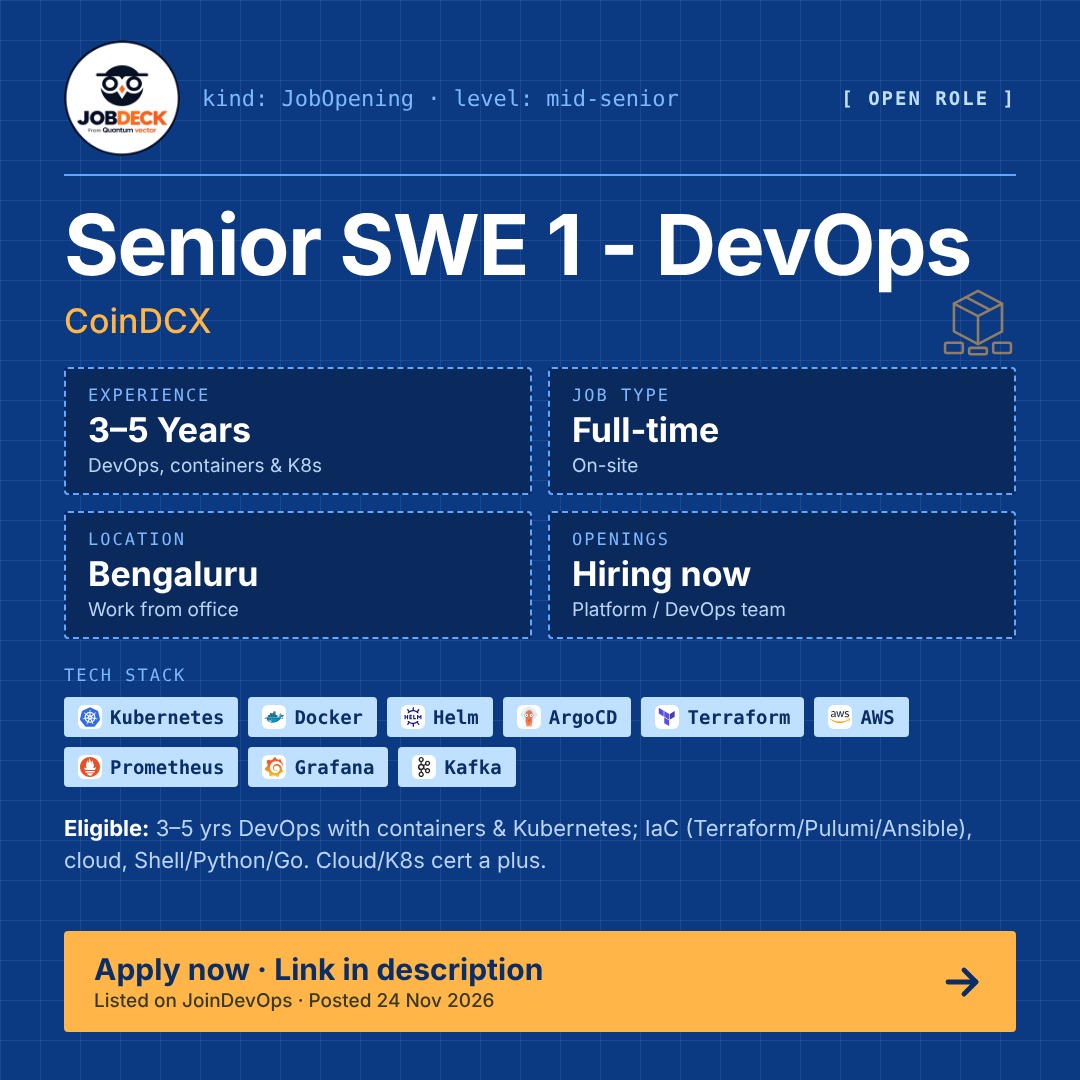 JOBDECK
From Quantum vector
kind: JobOpening · level: mid-senior
[ OPEN ROLE ]
Senior SWE 1 - DevOps
CoinDCX
EXPERIENCE
3–5 Years
DevOps, containers & K8s
JOB TYPE
Full-time
On-site
LOCATION
Bengaluru
Work from office
OPENINGS
Hiring now
Platform / DevOps team
TECH STACK
Kubernetes
Docker
HELM
Helm
ArgoCD
Terraform
aws
AWS
Prometheus
Grafana
Kafka
Eligible: 3–5 yrs DevOps with containers & Kubernetes; IaC (Terraform/Pulumi/Ansible),
cloud, Shell/Python/Go. Cloud/K8s cert a plus.
Apply now · Link in description
Listed on JoinDevOps · Posted 24 Nov 2026